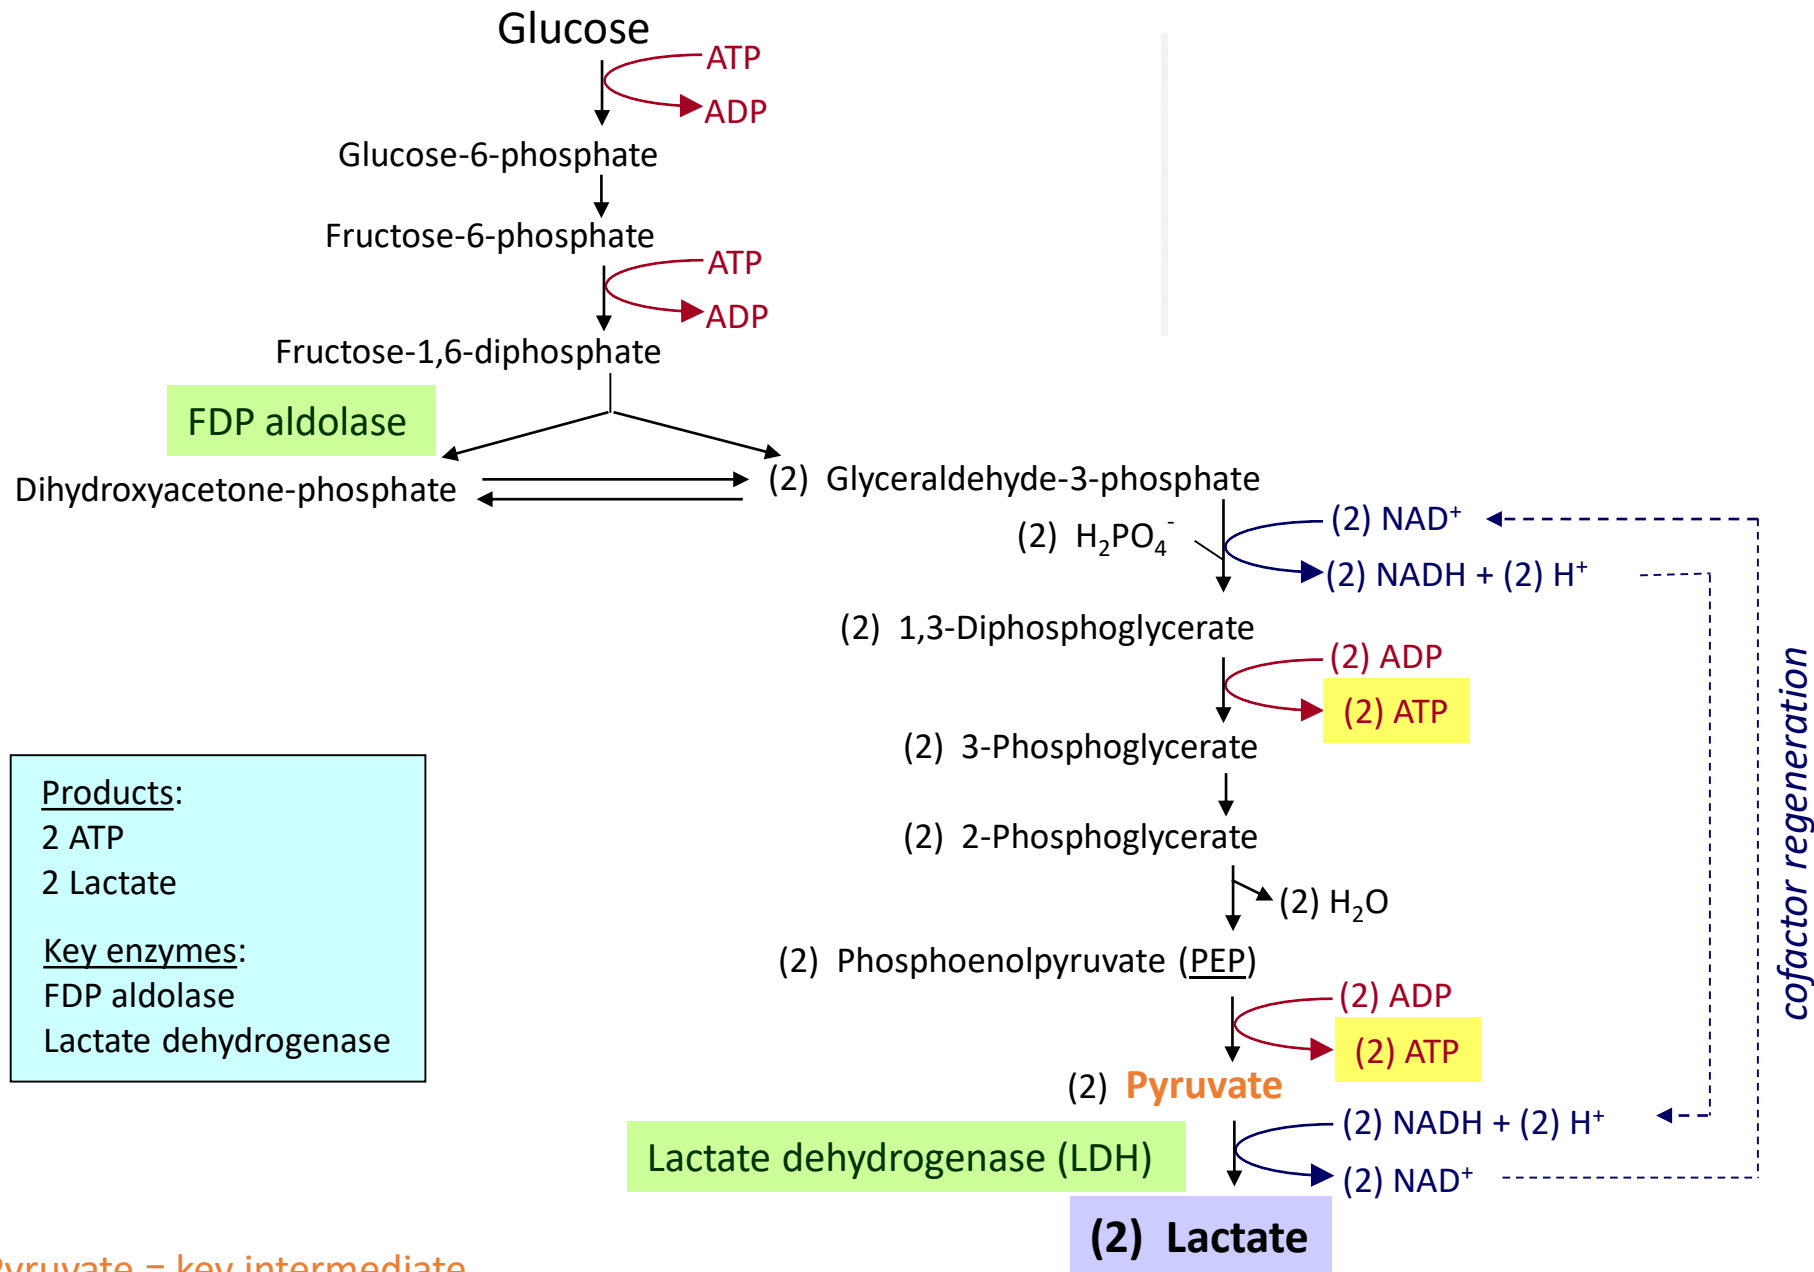 Glucose
ATP
ADP
Glucose-6-phosphate
Fructose-6-phosphate
ATP
ADP
Fructose-1,6-diphosphate
FDP aldolase
Dihydroxyacetone-phosphate
(2) Glyceraldehyde-3-phosphate
(2) H₂PO₄⁻
(2) NAD⁺
(2) NADH + (2) H⁺
(2) 1,3-Diphosphoglycerate
(2) ADP
(2) ATP
(2) 3-Phosphoglycerate
(2) 2-Phosphoglycerate
(2) H₂O
(2) Phosphoenolpyruvate (PEP)
(2) ADP
(2) ATP
(2) Pyruvate
(2) NADH + (2) H⁺
Lactate dehydrogenase (LDH)
(2) NAD⁺
(2) Lactate
cofactor regeneration
Products:
2 ATP
2 Lactate
Key enzymes:
FDP aldolase
Lactate dehydrogenase
Pyruvate = key intermediate